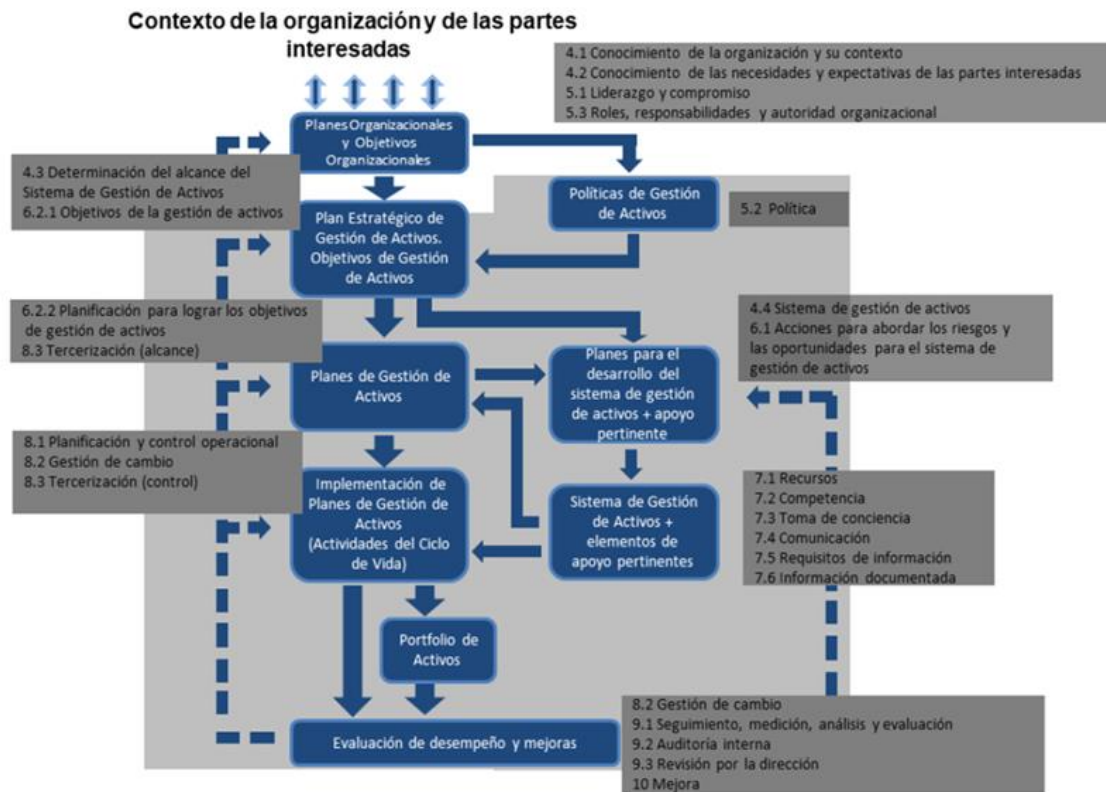 Contexto de la organización y de las partes
interesadas
4.1 Conocimiento de la organización y su contexto
4.2 Conocimiento de las necesidades y expectativas de las partes interesadas
5.1 Liderazgo y compromiso
5.3 Roles, responsabilidades y autoridad organizacional
Planes Organizacionales
y Objetivos
Organizacionales
4.3 Determinación del alcance del
Sistema de Gestión de Activos
6.2.1 Objetivos de la gestión de activos
Políticas de Gestión
de Activos
5.2 Política
Plan Estratégico de
Gestión de Activos.
Objetivos de Gestión
de Activos
6.2.2 Planificación para lograr los objetivos
de gestión de activos
8.3 Tercerización (alcance)
4.4 Sistema de gestión de activos
6.1 Acciones para abordar los riesgos y
las oportunidades para el sistema de
gestión de activos
Planes de Gestión de
Activos
Planes para el
desarrollo del
sistema de gestión
de activos + apoyo
pertinente
8.1 Planificación y control operacional
8.2 Gestión de cambio
8.3 Tercerización (control)
Implementación de
Planes de Gestión de
Activos
(Actividades del Ciclo
de Vida)
Sistema de Gestión
de Activos +
elementos de
apoyo pertinentes
7.1 Recursos
7.2 Competencia
7.3 Toma de conciencia
7.4 Comunicación
7.5 Requisitos de información
7.6 Información documentada
Portfolio de
Activos
Evaluación de desempeño y mejoras
8.2 Gestión de cambio
9.1 Seguimiento, medición, análisis y evaluación
9.2 Auditoría interna
9.3 Revisión por la dirección
10 Mejora